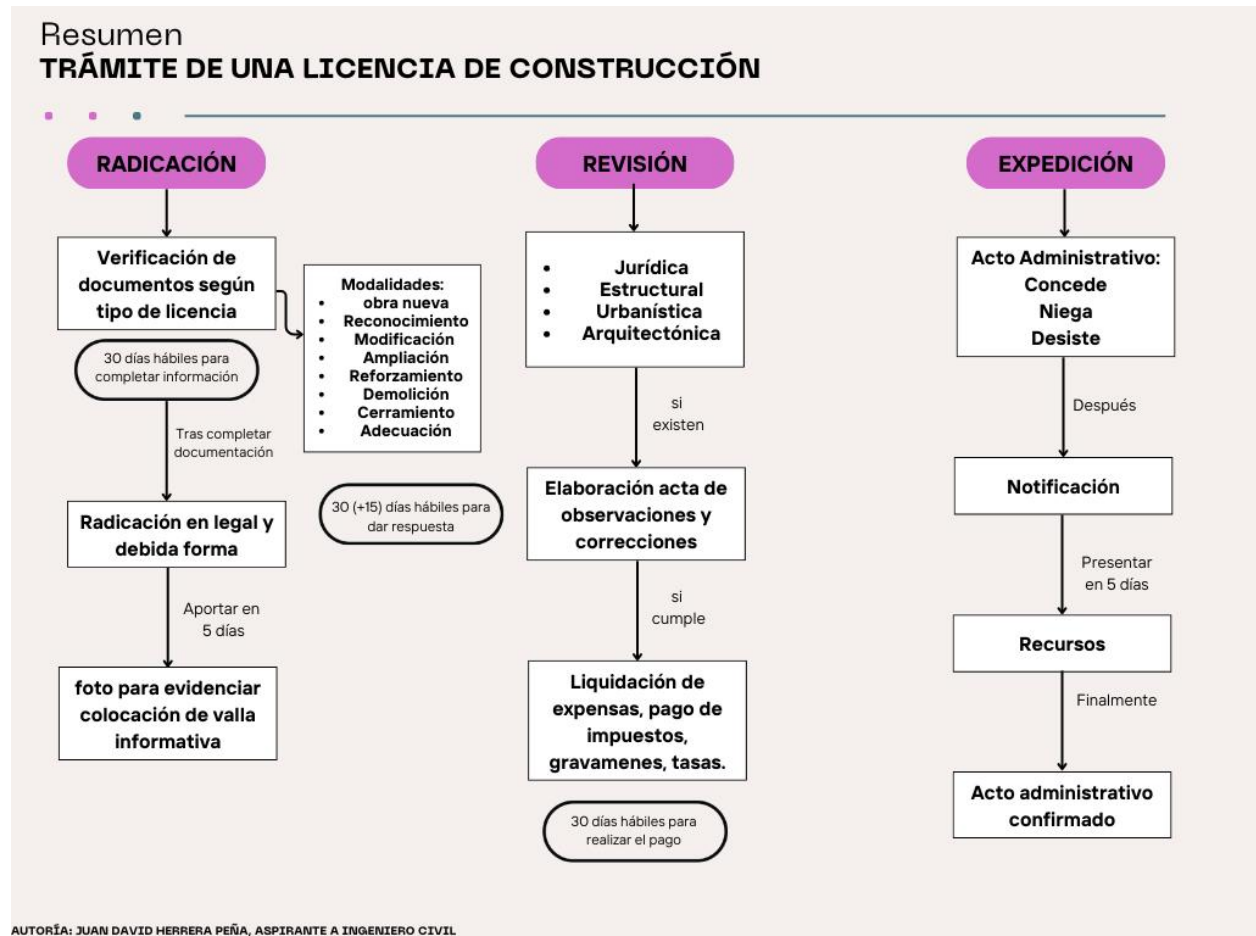 Resumen
TRÁMITE DE UNA LICENCIA DE CONSTRUCCIÓN
RADICACIÓN
Verificación de
documentos según
tipo de licencia
30 días hábiles para
completar información
Tras completar
documentación
Radicación en legal y
debida forma
Aportar en
5 días
foto para evidenciar
colocación de valla
informativa
Modalidades:
• obra nueva
• Reconocimiento
• Modificación
• Ampliación
• Reforzamiento
• Demolición
• Cerramiento
• Adecuación
30 (+15) días hábiles para
dar respuesta
REVISIÓN
• Jurídica
• Estructural
• Urbanística
• Arquitectónica
si
existen
Elaboración acta de
observaciones y
correcciones
si
cumple
Liquidación de
expensas, pago de
impuestos,
gravamenes, tasas.
30 días hábiles para
realizar el pago
EXPEDICIÓN
Acto Administrativo:
Concede
Niega
Desiste
Después
Notificación
Presentar
en 5 días
Recursos
Finalmente
Acto administrativo
confirmado
AUTORÍA: JUAN DAVID HERRERA PEÑA, ASPIRANTE A INGENIERO CIVIL